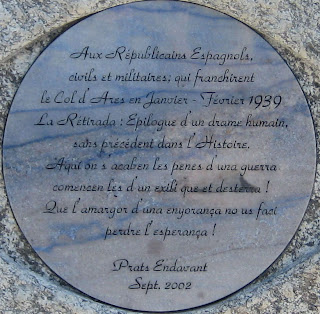 Aux Républicains Espagnols,
civils et militaires, qui franchirent
le Col d'Ares en Janvier - Février 1939
La Rétirada : Epilogue d'un drame humain,
sans précédent dans l'Histoire,
Aquí on s'acaben les penes d'una guerra
comencen les d'un exili que et desterra !
Que l'amargor d'una enyorança no us faci
perdre l'esperança !
Prats Endavant
Sept. 2002